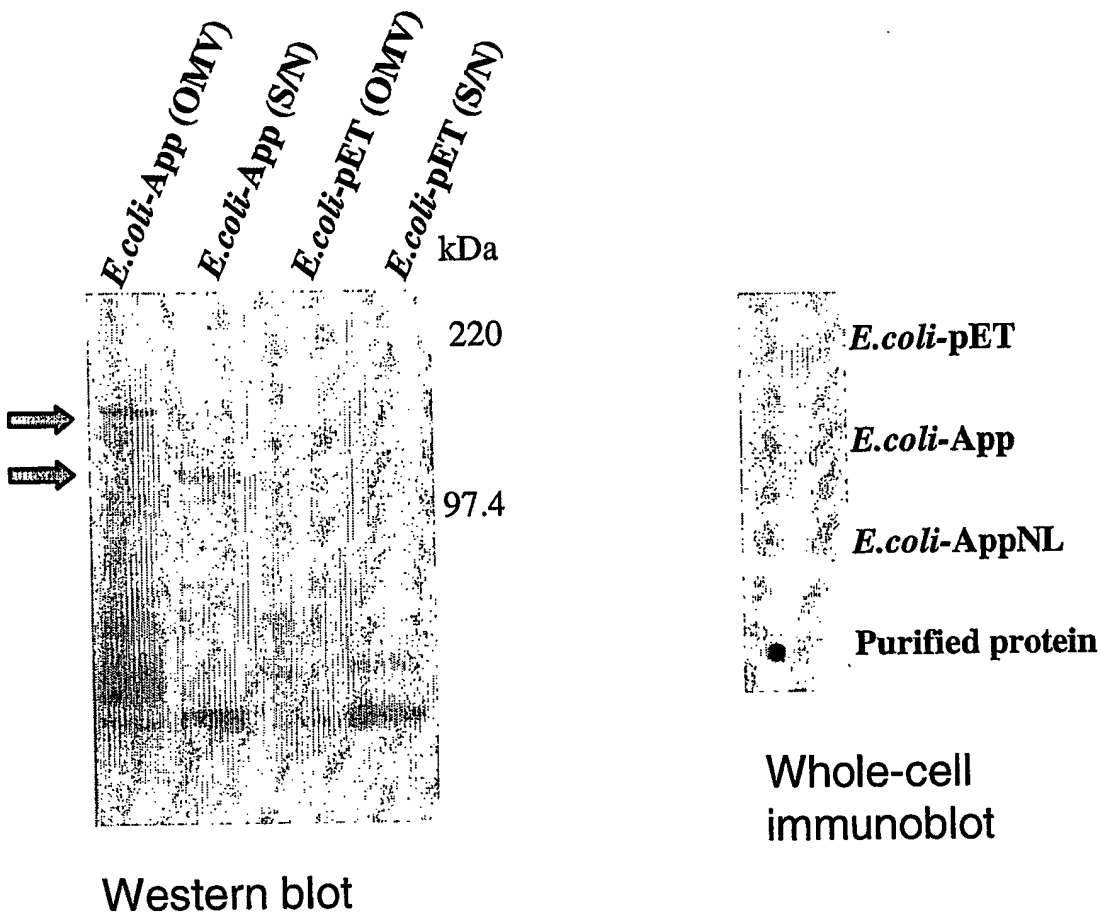 E.coli-App (OMV)
E.coli-App (S/N)
E.coli-pET (OMV)
E.coli-pET (S/N)
kDa
220
97.4
Western blot
E.coli-pET
E.coli-App
E.coli-AppNL
Purified protein
Whole-cell
immunoblot